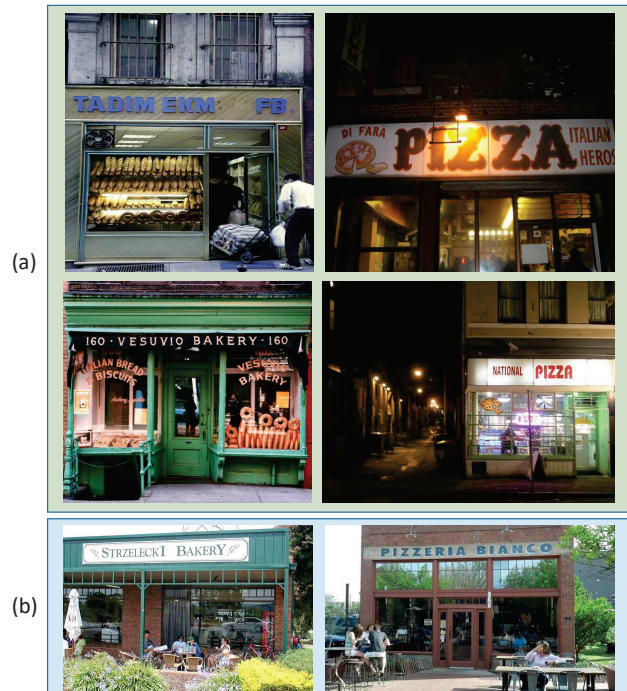 (a)
TADIM EKM FB
DI FARA
PIZZA
ITALIAN
HEROS
160 · VESUVIO BAKERY · 160
ITALIAN BREAD
& BISCUITS
VESUVIO
BAKERY
NATIONAL PIZZA
(b)
STRZELECKI BAKERY
PIZZERIA BIANCO